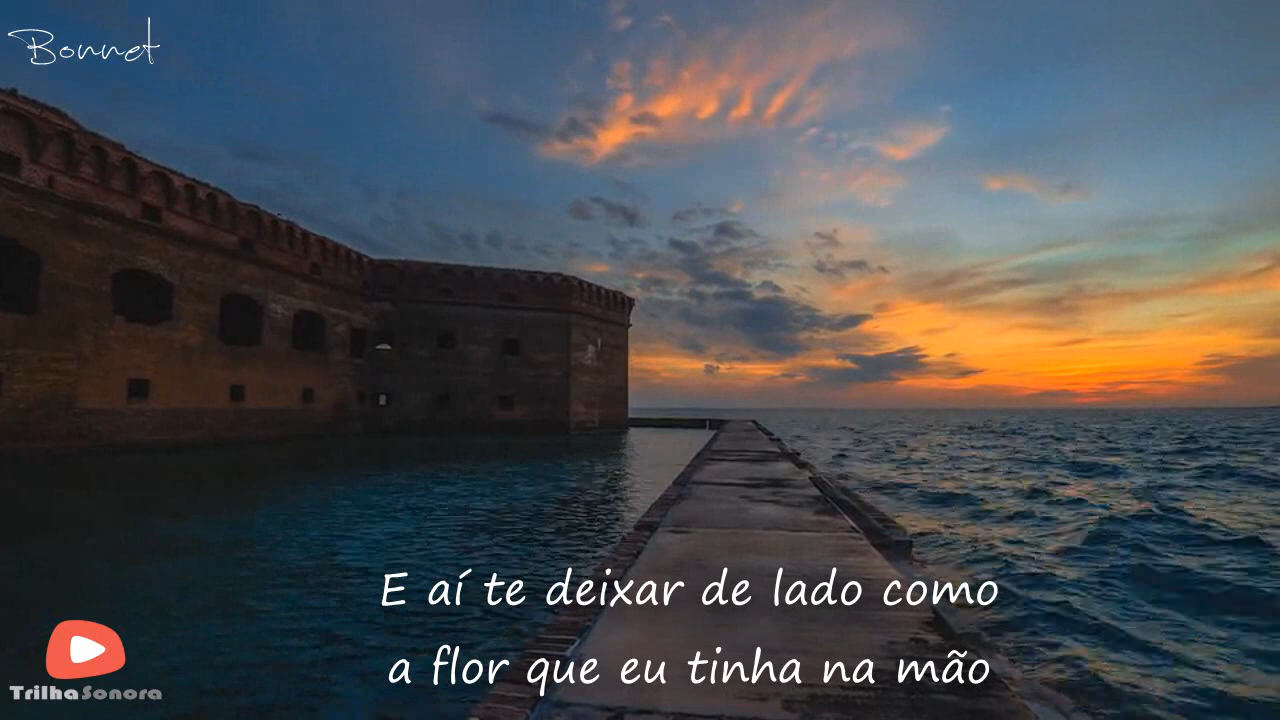 Bonnet
E aí te deixar de lado como
a flor que eu tinha na mão
TrilhaSonora